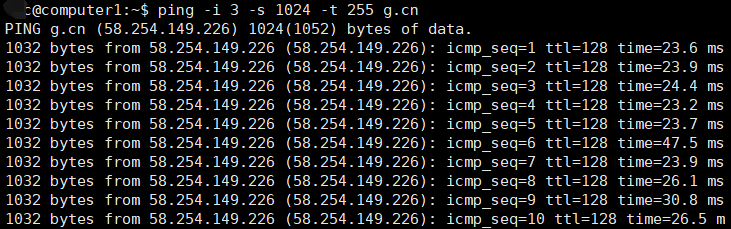 c@computer1:~$ ping -i 3 -s 1024 -t 255 g.cn
PING g.cn (58.254.149.226) 1024(1052) bytes of data.
1032 bytes from 58.254.149.226 (58.254.149.226): icmp_seq=1 ttl=128 time=23.6 ms
1032 bytes from 58.254.149.226 (58.254.149.226): icmp_seq=2 ttl=128 time=23.9 ms
1032 bytes from 58.254.149.226 (58.254.149.226): icmp_seq=3 ttl=128 time=24.4 ms
1032 bytes from 58.254.149.226 (58.254.149.226): icmp_seq=4 ttl=128 time=23.2 ms
1032 bytes from 58.254.149.226 (58.254.149.226): icmp_seq=5 ttl=128 time=23.7 ms
1032 bytes from 58.254.149.226 (58.254.149.226): icmp_seq=6 ttl=128 time=47.5 ms
1032 bytes from 58.254.149.226 (58.254.149.226): icmp_seq=7 ttl=128 time=23.9 ms
1032 bytes from 58.254.149.226 (58.254.149.226): icmp_seq=8 ttl=128 time=26.1 ms
1032 bytes from 58.254.149.226 (58.254.149.226): icmp_seq=9 ttl=128 time=30.8 ms
1032 bytes from 58.254.149.226 (58.254.149.226): icmp_seq=10 ttl=128 time=26.5 m